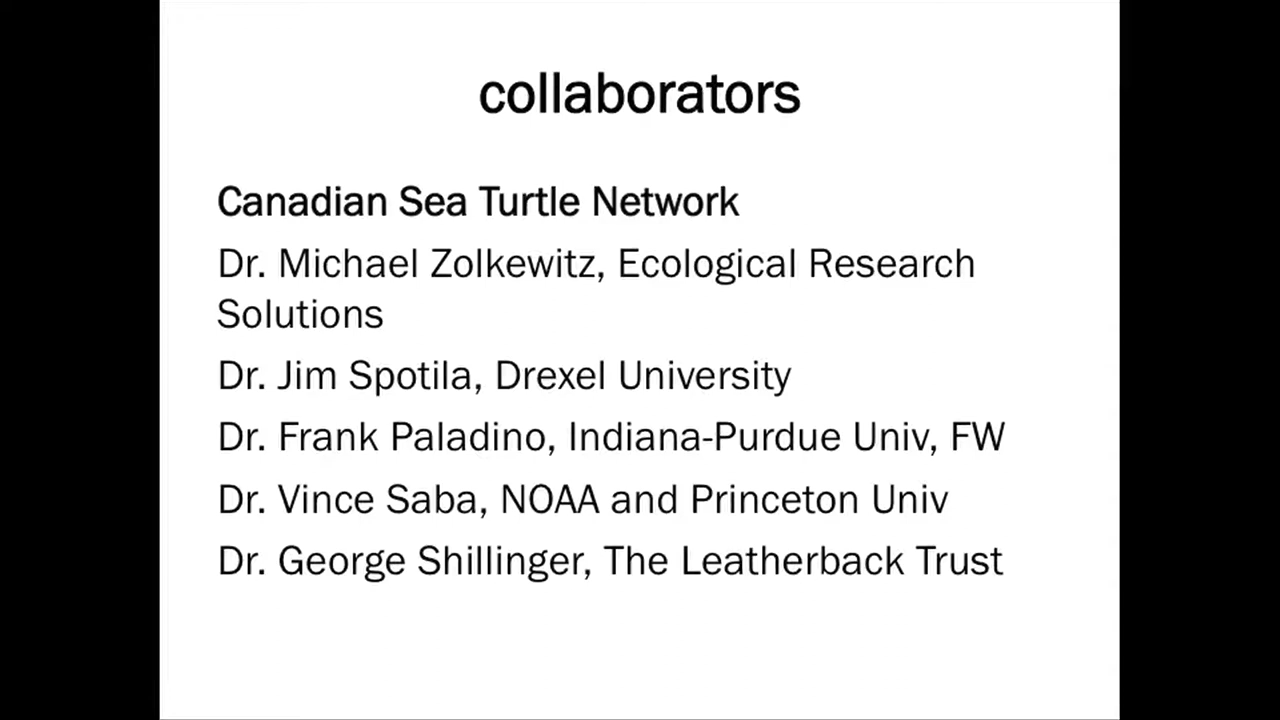 collaborators
Canadian Sea Turtle Network
Dr. Michael Zolkewitz, Ecological Research
Solutions
Dr. Jim Spotila, Drexel University
Dr. Frank Paladino, Indiana-Purdue Univ, FW
Dr. Vince Saba, NOAA and Princeton Univ
Dr. George Shillinger, The Leatherback Trust